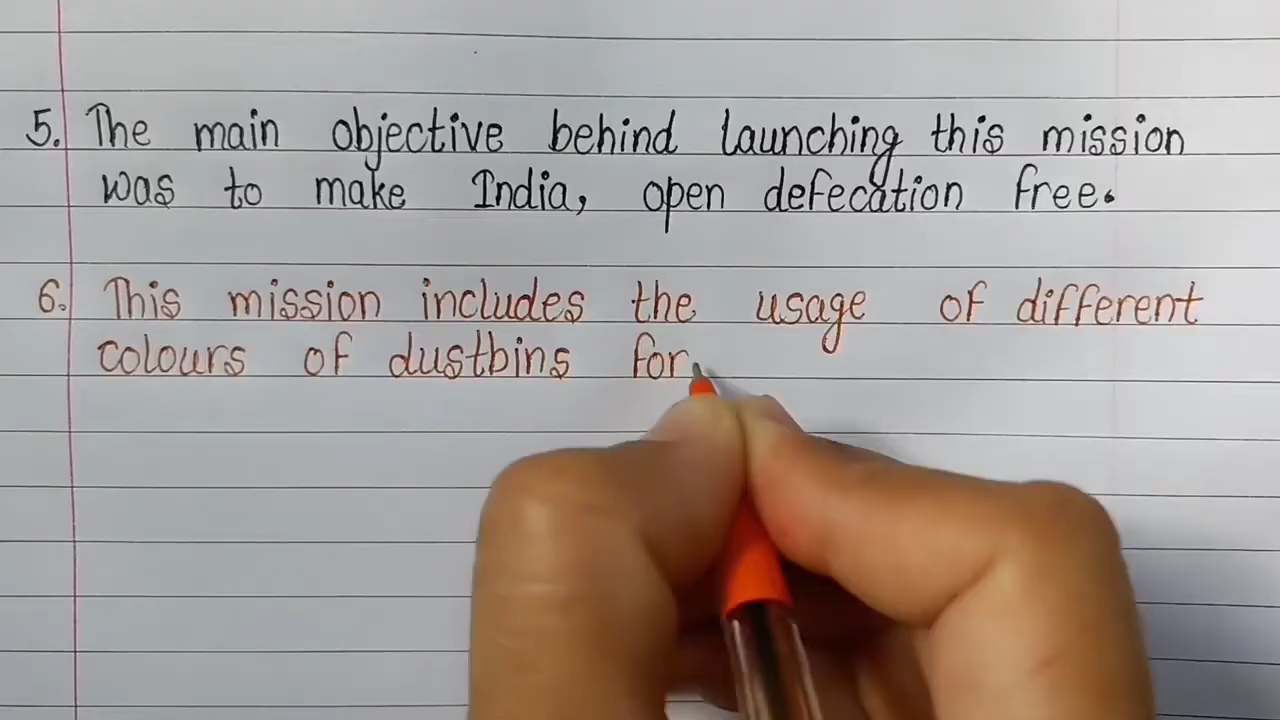 5. The main objective behind launching this mission
was to make India, open defecation free.
6. This mission includes the usage of different
colours of dustbins for